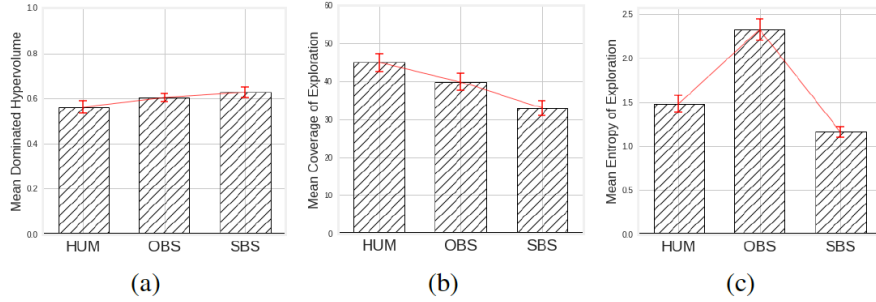 Mean Dominated Hypervolume
1.0
0.8
0.6
0.4
0.2
0.0
HUM OBS SBS
(a)
Mean Coverage of Exploration
60
50
40
30
20
10
0
HUM OBS SBS
(b)
Mean Entropy of Exploration
2.5
2.0
1.5
1.0
0.5
0.0
HUM OBS SBS
(c)